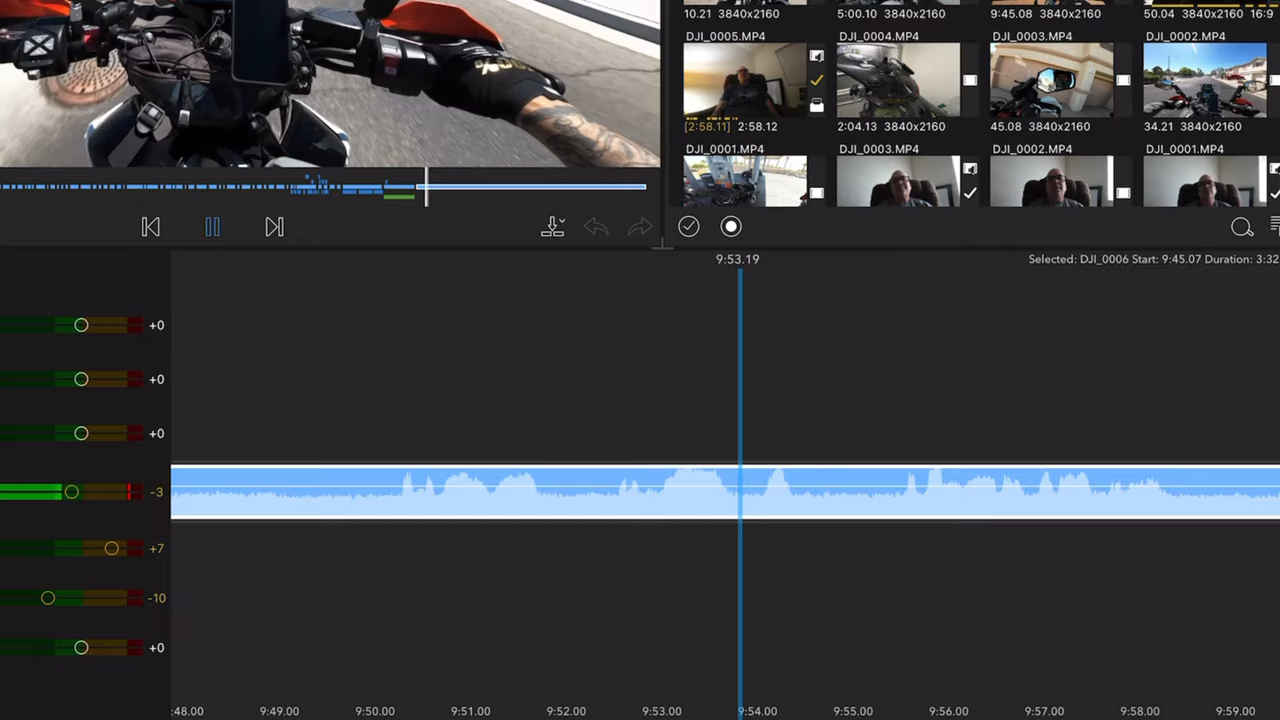 10.21 3840x2160
5:00.10 3840x2160
9:45.08 3840x2160
50.04 3840x2160 16:9
DJI_0005.MP4
DJI_0004.MP4
DJI_0003.MP4
DJI_0002.MP4
[2:58.11] 2:58.12
2:04.13 3840x2160
45.08 3840x2160
34.21 3840x2160
DJI_0001.MP4
DJI_0003.MP4
DJI_0002.MP4
DJI_0001.MP4
9:53.19
Selected: DJI_0006 Start: 9:45.07 Duration: 3:32
+0
+0
+0
-3
+7
-10
+0
:48.00
9:49.00
9:50.00
9:51.00
9:52.00
9:53.00
9:54.00
9:55.00
9:56.00
9:57.00
9:58.00
9:59.00